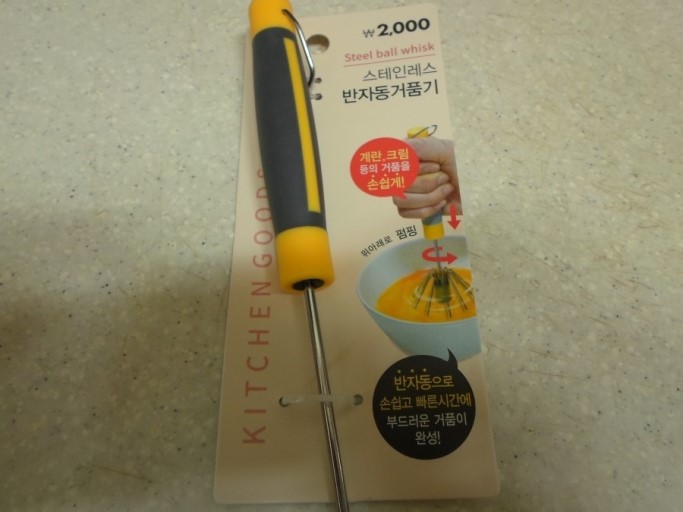 ₩2,000
Steel ball whisk
스테인레스
반자동거품기
계란, 크림
등의 거품을
손쉽게!
위아래로 펌핑
KITCHEN GOODS
반자동으로
손쉽고 빠른시간에
부드러운 거품이
완성!